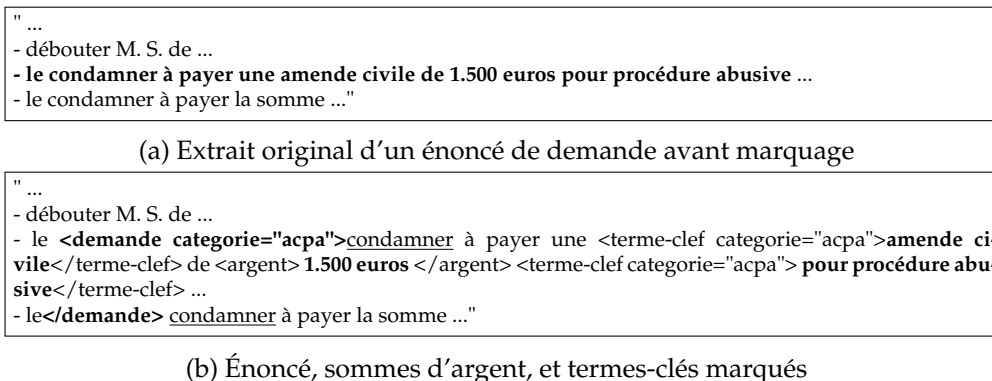 " ...
- débouter M. S. de ...
- le condamner à payer une amende civile de 1.500 euros pour procédure abusive ...
- le condamner à payer la somme ..."
(a) Extrait original d'un énoncé de demande avant marquage
" ...
- débouter M. S. de ...
- le <demande categorie="acpa">condamner à payer une <terme-clef categorie="acpa">amende ci-
vile</terme-clef> de <argent> 1.500 euros </argent> <terme-clef categorie="acpa"> pour procédure abu-
sive</terme-clef> ...
- le</demande> condamner à payer la somme ..."
(b) Énoncé, sommes d'argent, et termes-clés marqués